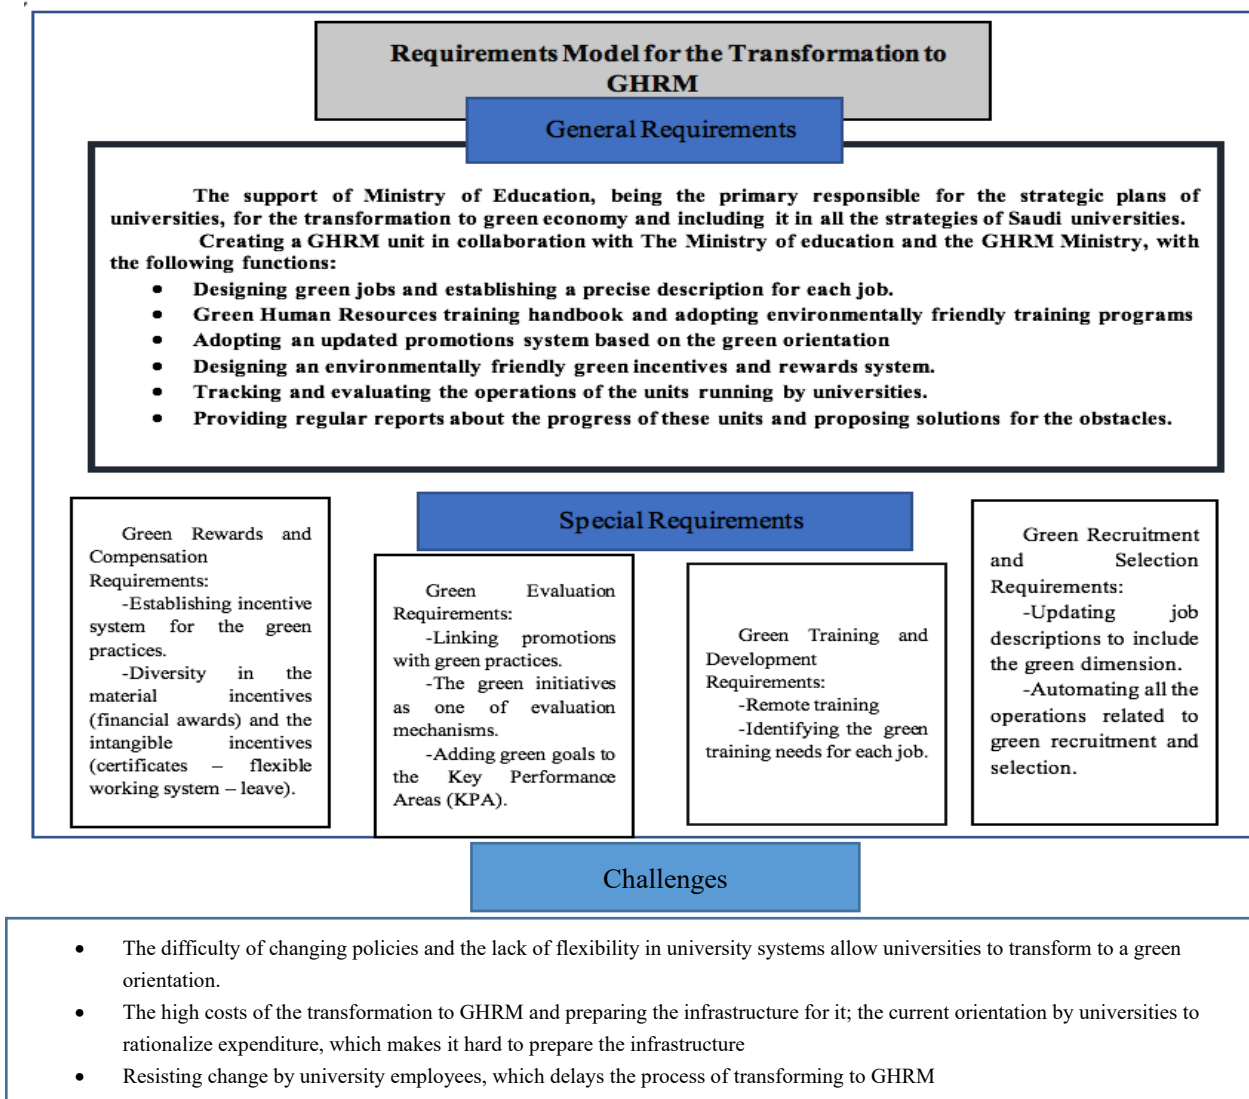 Requirements Model for the Transformation to
GHRM
General Requirements
The support of Ministry of Education, being the primary responsible for the strategic plans of
universities, for the transformation to green economy and including it in all the strategies of Saudi universities.
Creating a GHRM unit in collaboration with The Ministry of education and the GHRM Ministry, with
the following functions:
• Designing green jobs and establishing a precise description for each job.
• Green Human Resources training handbook and adopting environmentally friendly training programs
• Adopting an updated promotions system based on the green orientation
• Designing an environmentally friendly green incentives and rewards system.
• Tracking and evaluating the operations of the units running by universities.
• Providing regular reports about the progress of these units and proposing solutions for the obstacles.
Special Requirements
Green Rewards and
Compensation
Requirements:
-Establishing incentive
system for the green
practices.
-Diversity in the
material incentives
(financial awards) and the
intangible incentives
(certificates – flexible
working system – leave).
Green Evaluation
Requirements:
-Linking promotions
with green practices.
-The green initiatives
as one of evaluation
mechanisms.
-Adding green goals to
the Key Performance
Areas (KPA).
Green Training and
Development
Requirements:
-Remote training
-Identifying the green
training needs for each job.
Green Recruitment
and Selection
Requirements:
-Updating job
descriptions to include
the green dimension.
-Automating all the
operations related to
green recruitment and
selection.
Challenges
• The difficulty of changing policies and the lack of flexibility in university systems allow universities to transform to a green
orientation.
• The high costs of the transformation to GHRM and preparing the infrastructure for it; the current orientation by universities to
rationalize expenditure, which makes it hard to prepare the infrastructure
• Resisting change by university employees, which delays the process of transforming to GHRM